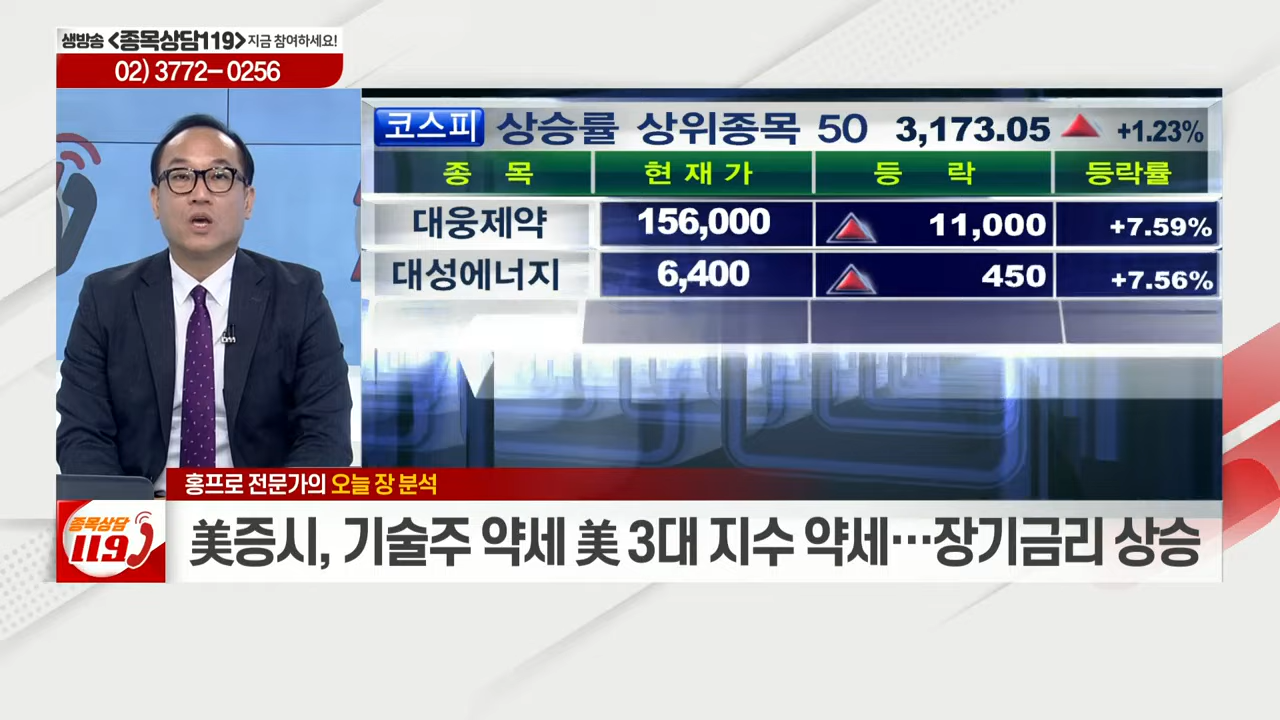 생방송 <종목상담119> 지금 참여하세요!
02) 3772-0256
코스피 상승률 상위종목 50 3,173.05 ▲ +1.23%
종목 현재가 등락 등락률
대웅제약 156,000 ▲ 11,000 +7.59%
대성에너지 6,400 ▲ 450 +7.56%
홍프로 전문가의 오늘 장 분석
종목상담
119
美증시, 기술주 약세 美 3대 지수 약세…장기금리 상승